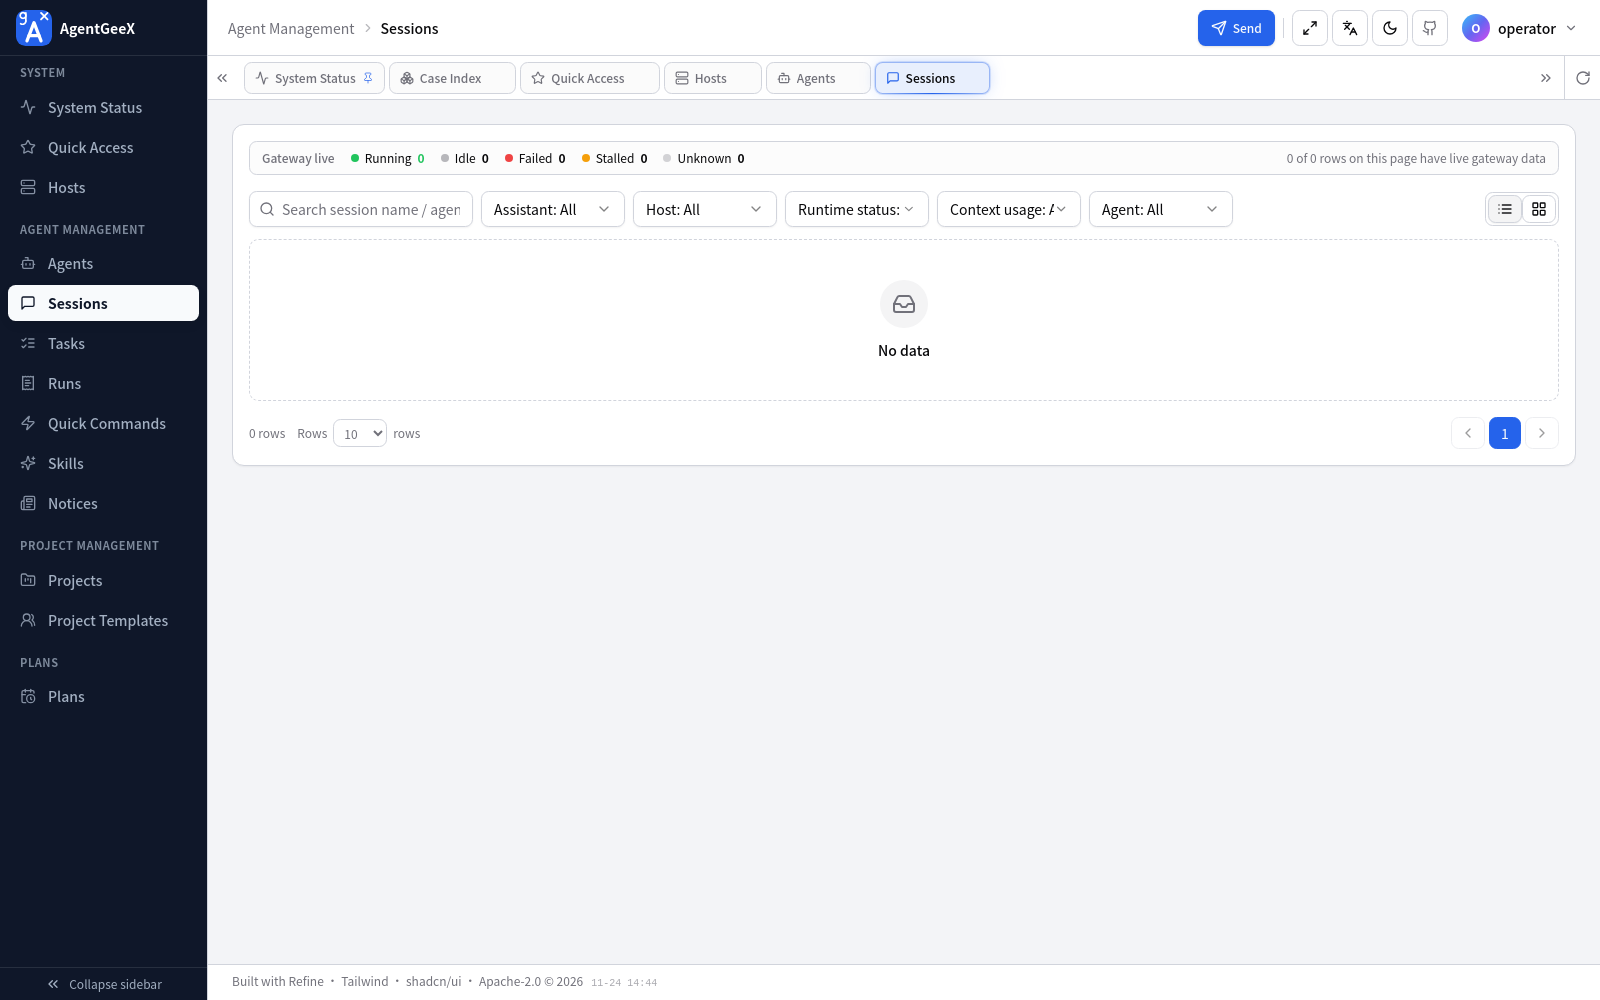 AgentGeeX
SYSTEM
System Status
Quick Access
Hosts
AGENT MANAGEMENT
Agents
Sessions
Tasks
Runs
Quick Commands
Skills
Notices
PROJECT MANAGEMENT
Projects
Project Templates
PLANS
Plans
Collapse sidebar
Agent Management > Sessions
Send
O operator
System Status Case Index Quick Access Hosts Agents Sessions
Gateway live Running 0 Idle 0 Failed 0 Stalled 0 Unknown 0 0 of 0 rows on this page have live gateway data
Search session name / agen Assistant: All Host: All Runtime status: Context usage: A Agent: All
No data
0 rows Rows 10 rows 1
Built with Refine • Tailwind • shadcn/ui • Apache-2.0 © 2026 11-24 14:44